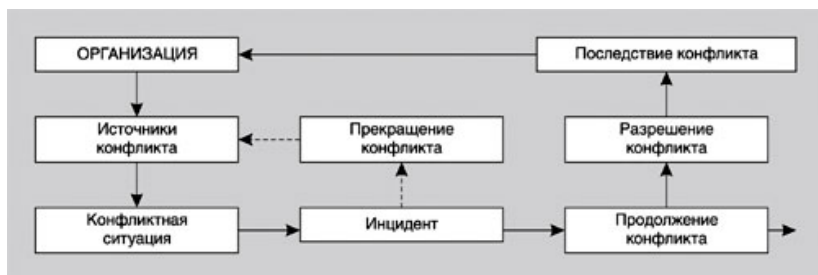 ОРГАНИЗАЦИЯ
Последствие конфликта
Источники
конфликта
Прекращение
конфликта
Разрешение
конфликта
Конфликтная
ситуация
Инцидент
Продолжение
конфликта